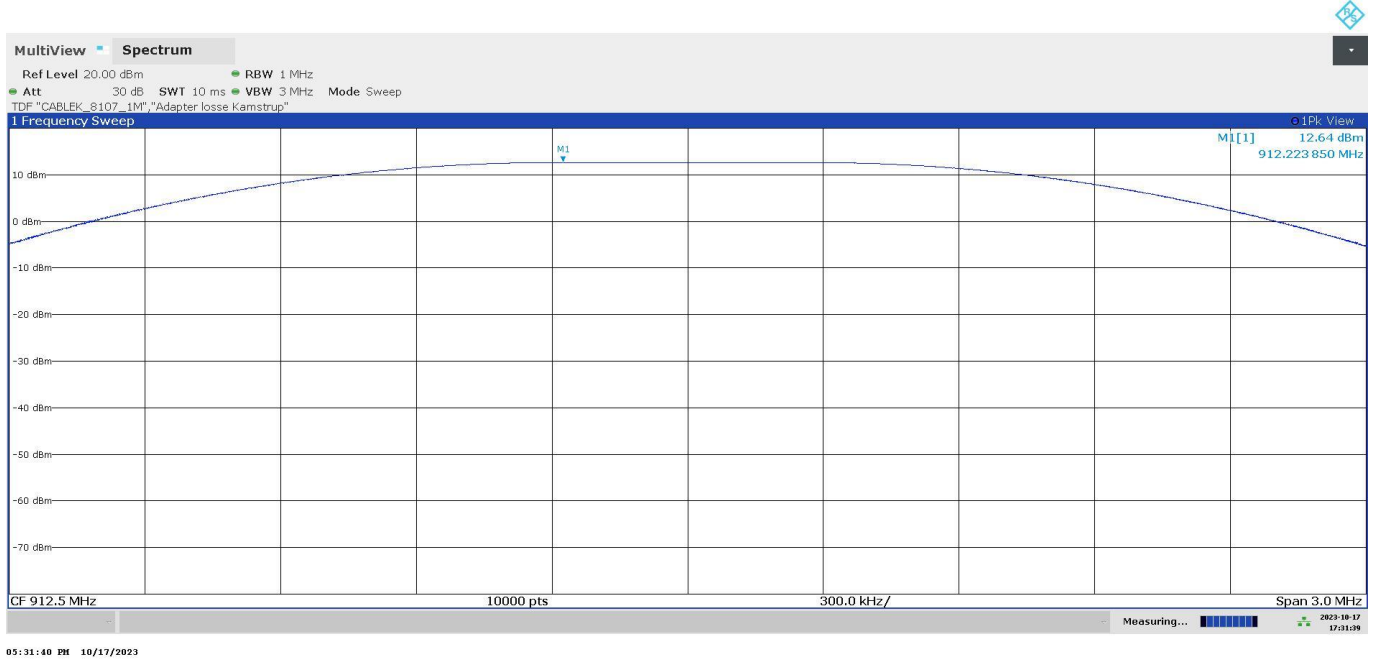 R&S
MultiView Spectrum
Ref Level 20.00 dBm RBW 1 MHz
Att 30 dB SWT 10 ms VBW 3 MHz Mode Sweep
TDF "CABLEK_8107_1M","Adapter losse Kamstrup"
1 Frequency Sweep 1Pk View
M1[1] 12.64 dBm
912.223 850 MHz
M1
10 dBm
0 dBm
-10 dBm
-20 dBm
-30 dBm
-40 dBm
-50 dBm
-60 dBm
-70 dBm
CF 912.5 MHz 10000 pts 300.0 kHz/ Span 3.0 MHz
Measuring... 2023-10-17
17:31:39
05:31:40 PM 10/17/2023